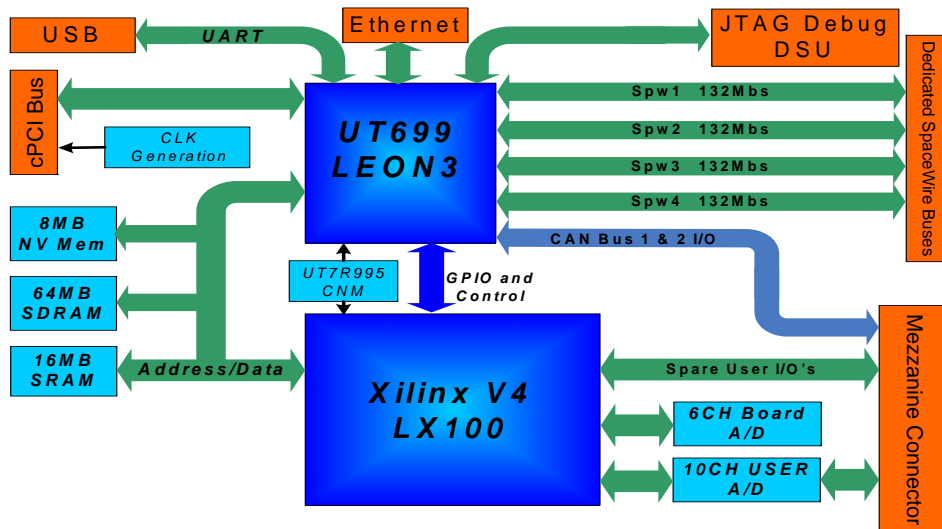 USB
UART
Ethernet
JTAG Debug
DSU
cPCI Bus
CLK
Generation
UT699
LEON3
Spw1 132Mbs
Spw2 132Mbs
Spw3 132Mbs
Spw4 132Mbs
Dedicated SpaceWire Buses
CAN Bus 1 & 2 I/O
8MB
NV Mem
64MB
SDRAM
16MB
SRAM
Address/Data
UT7R995
CNM
GPIO and
Control
Xilinx V4
LX100
Spare User I/O's
6CH Board
A/D
10CH USER
A/D
Mezzanine Connector